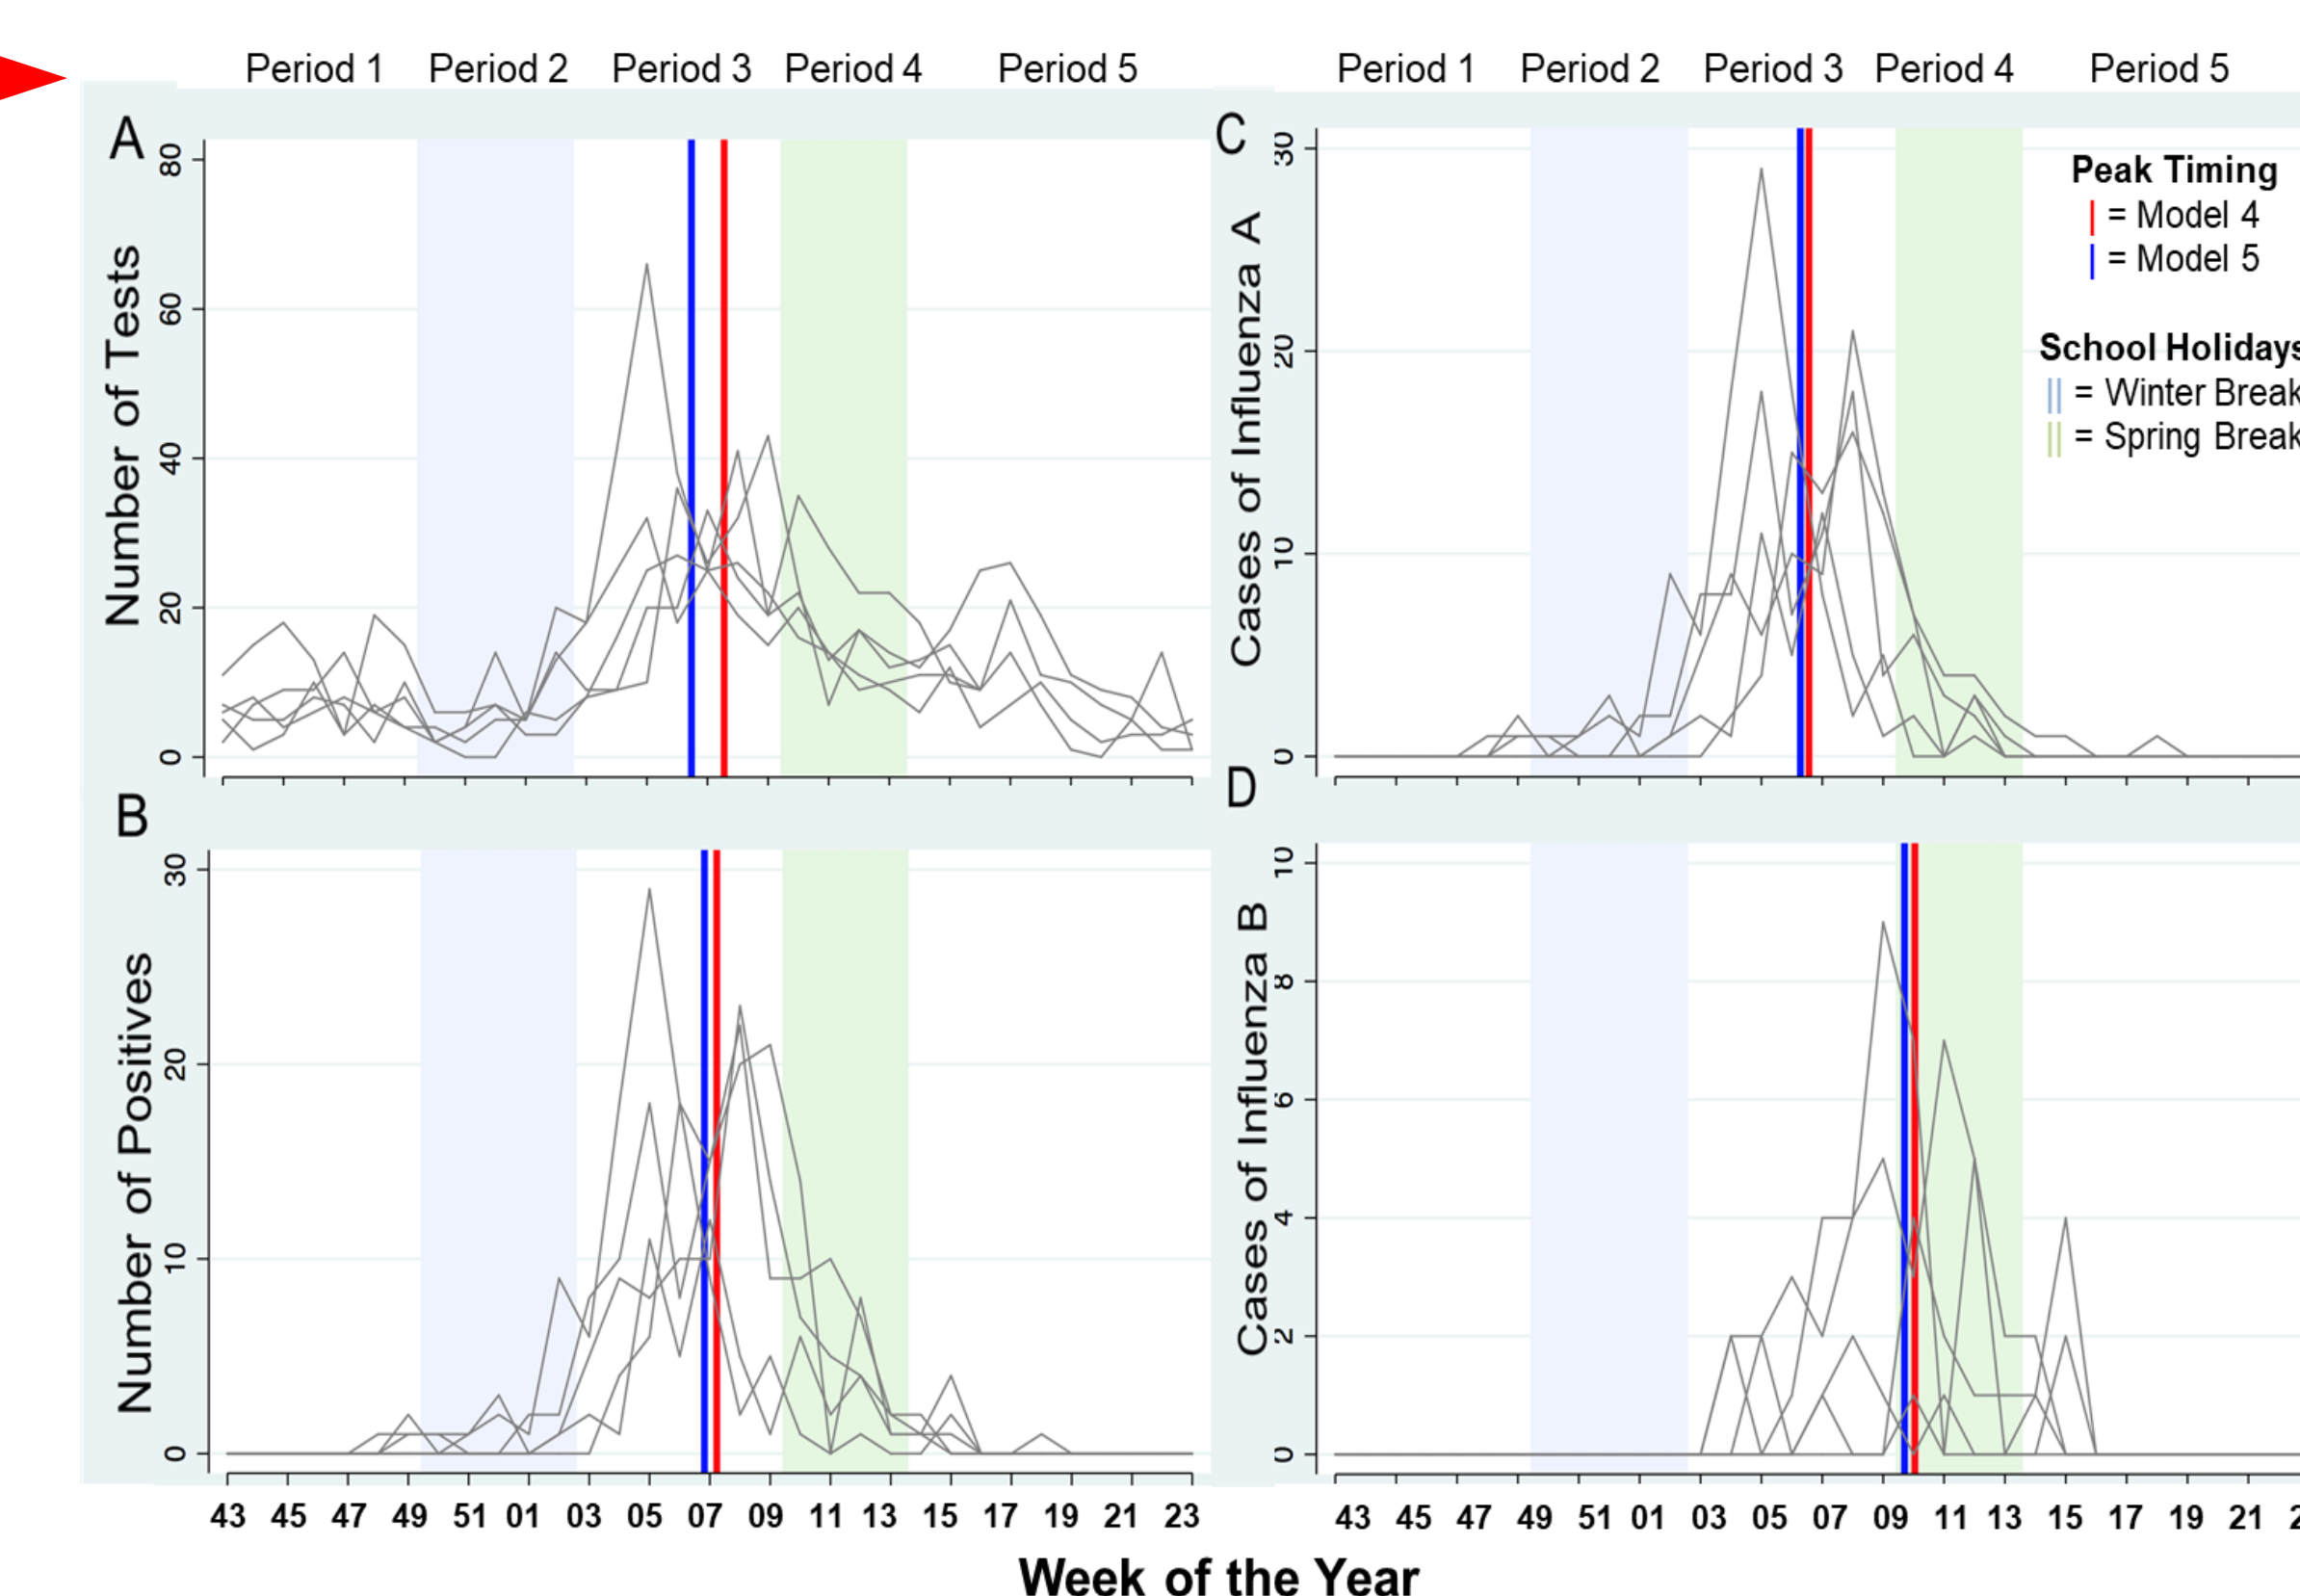 Period 1 Period 2 Period 3 Period 4 Period 5
A
Number of Tests
80
60
40
20
0
B
Number of Positives
30
20
10
0
43 45 47 49 51 01 03 05 07 09 11 13 15 17 19 21 23
Period 1 Period 2 Period 3 Period 4 Period 5
C
Cases of Influenza A
30
20
10
0
Peak Timing
| = Model 4
| = Model 5
School Holidays
|| = Winter Break
|| = Spring Break
D
Cases of Influenza B
10
8
6
4
2
0
43 45 47 49 51 01 03 05 07 09 11 13 15 17 19 21 2
Week of the Year